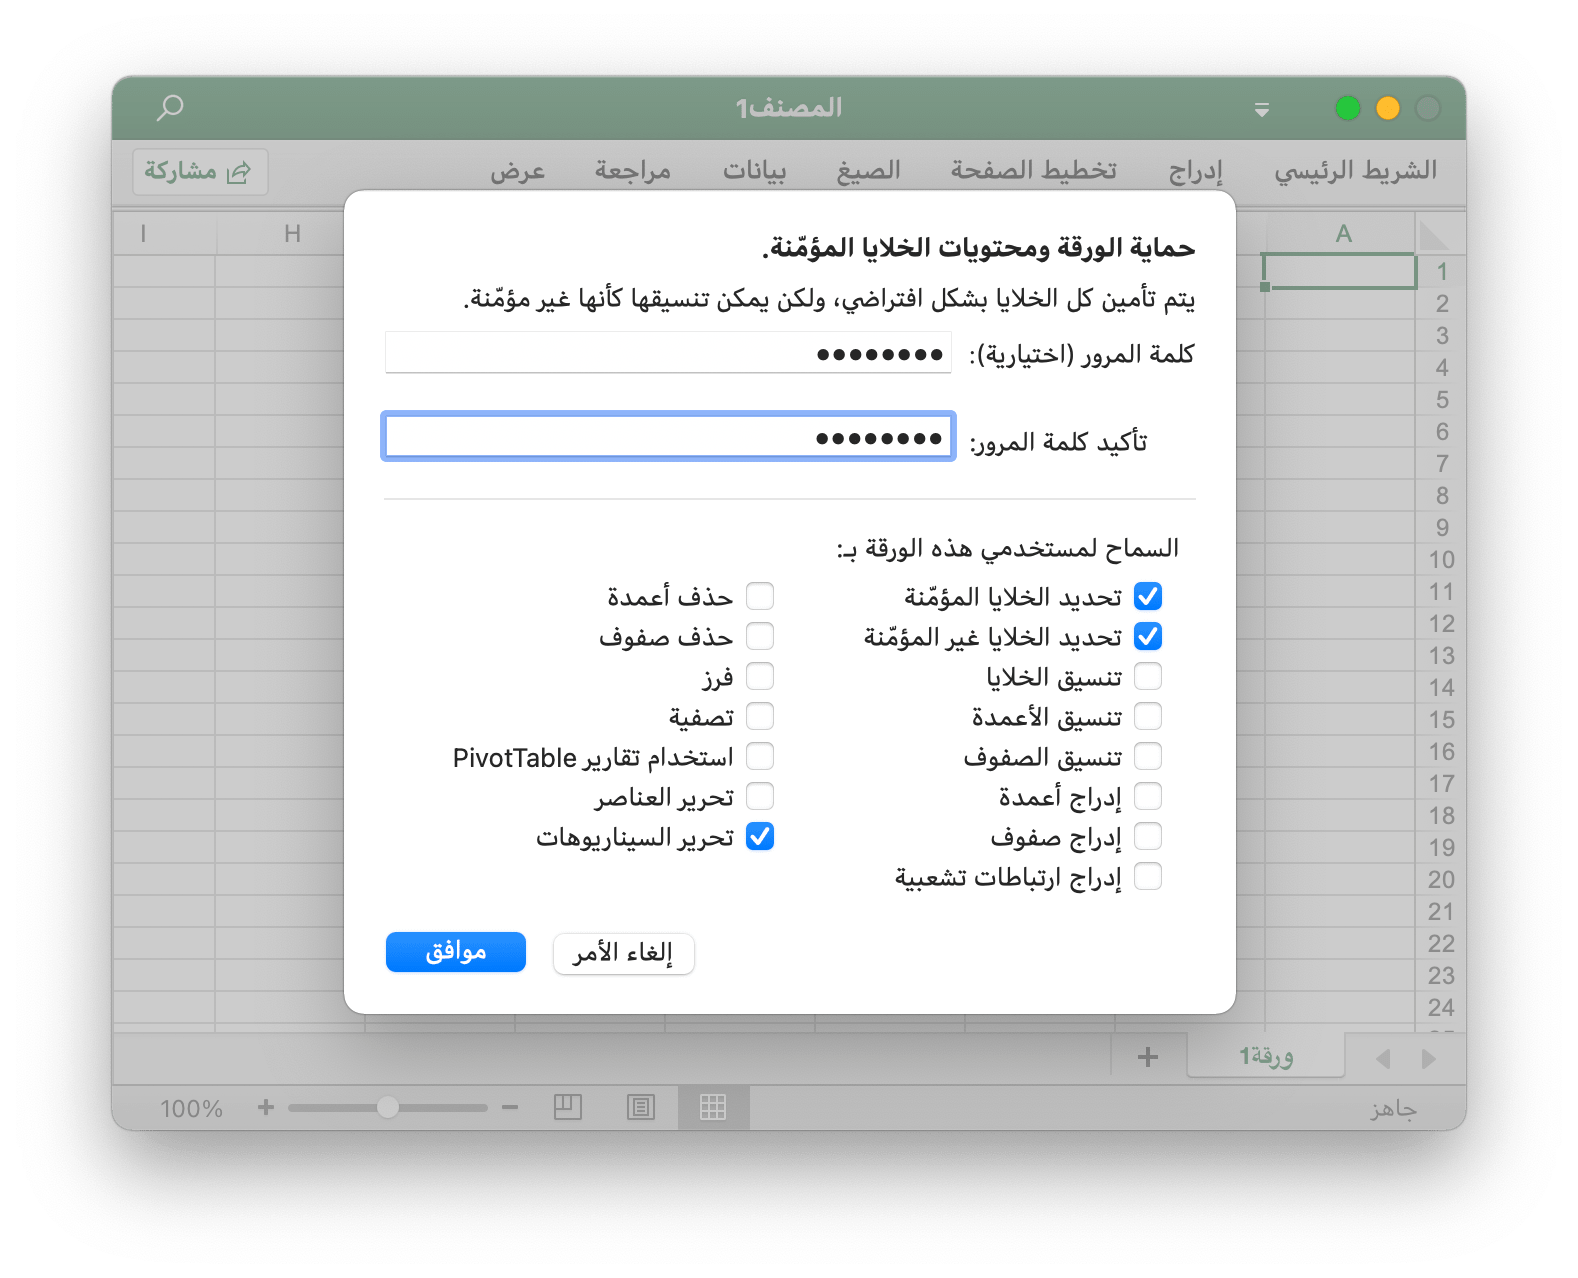 المصنف1
الشريط الرئيسي إدراج تخطيط الصفحة الصيغ بيانات مراجعة عرض مشاركة
A H I
حماية الورقة ومحتويات الخلايا المؤمّنة.
يتم تأمين كل الخلايا بشكل افتراضي، ولكن يمكن تنسيقها كأنها غير مؤمّنة.
كلمة المرور (اختيارية): ●●●●●●●●
تأكيد كلمة المرور: ●●●●●●●●
السماح لمستخدمي هذه الورقة بـ:
تحديد الخلايا المؤمّنة
تحديد الخلايا غير المؤمّنة
تنسيق الخلايا
تنسيق الأعمدة
تنسيق الصفوف
إدراج أعمدة
إدراج صفوف
إدراج ارتباطات تشعبية
حذف أعمدة
حذف صفوف
فرز
تصفية
استخدام تقارير PivotTable
تحرير العناصر
تحرير السيناريوهات
إلغاء الأمر موافق
1
2
3
4
5
6
7
8
9
10
11
12
13
14
15
16
17
18
19
20
21
22
23
24
ورقة1
جاهز 100%